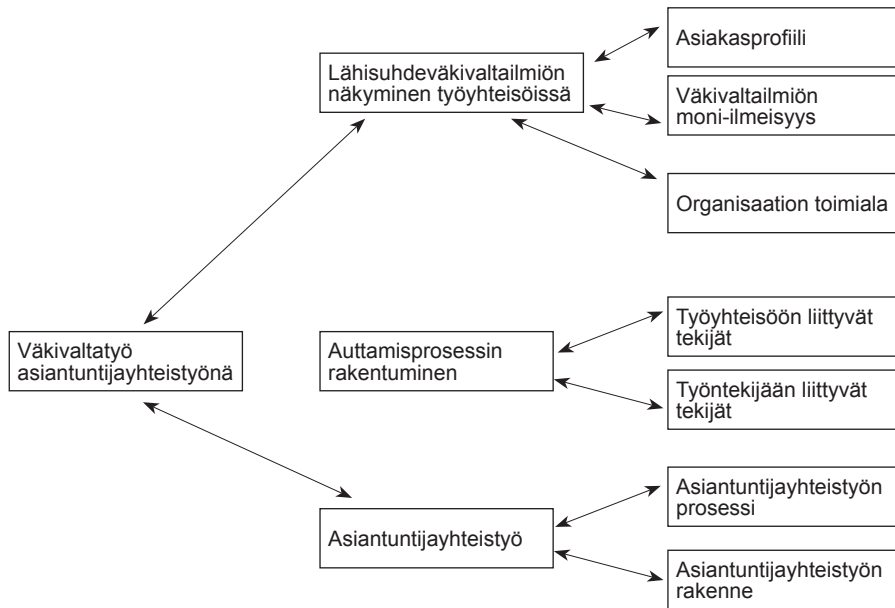 Väkivaltatyö
asiantuntijayhteistyönä
Lähisuhdeväkivaltailmiön
näkyminen työyhteisöissä
Asiakasprofiili
Väkivaltailmiön
moni-ilmeisyys
Organisaation toimiala
Auttamisprosessin
rakentuminen
Työyhteisöön liittyvät
tekijät
Työntekijään liittyvät
tekijät
Asiantuntijayhteistyö
Asiantuntijayhteistyön
prosessi
Asiantuntijayhteistyön
rakenne